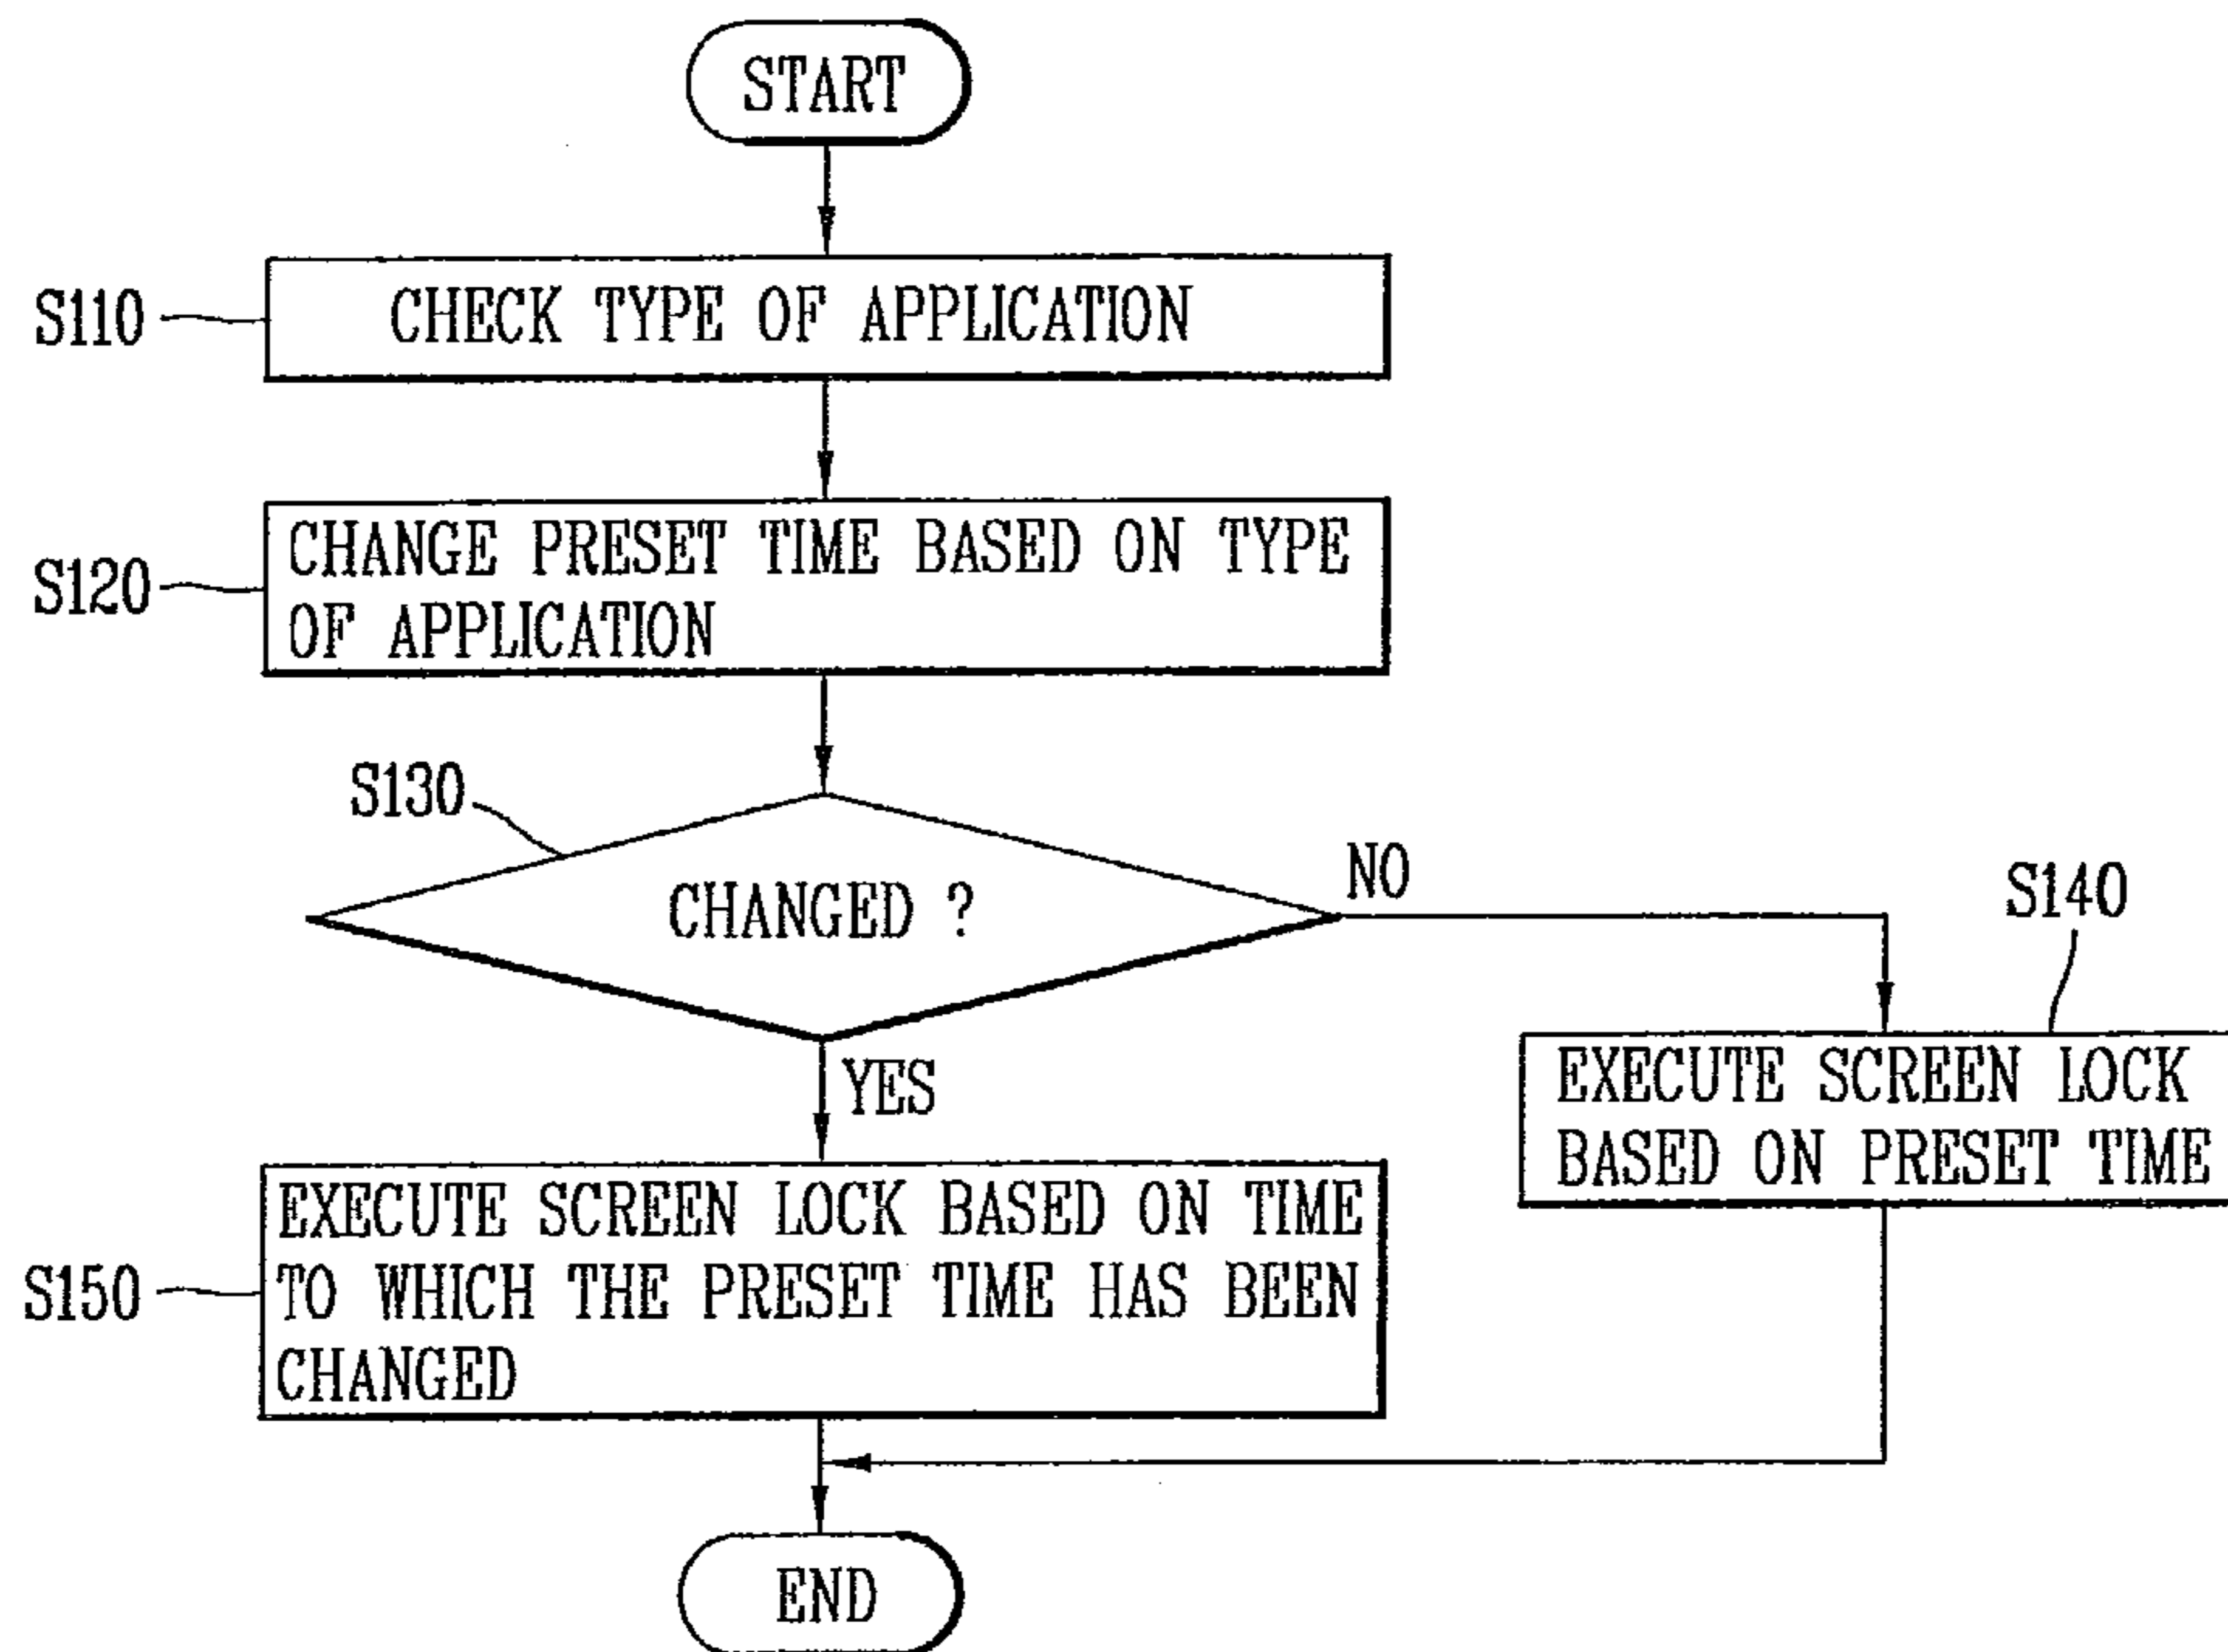 START
S110
CHECK TYPE OF APPLICATION
S120
CHANGE PRESET TIME BASED ON TYPE
OF APPLICATION
S130
CHANGED ?
NO
S140
YES
EXECUTE SCREEN LOCK
BASED ON PRESET TIME
S150
EXECUTE SCREEN LOCK BASED ON TIME
TO WHICH THE PRESET TIME HAS BEEN
CHANGED
END